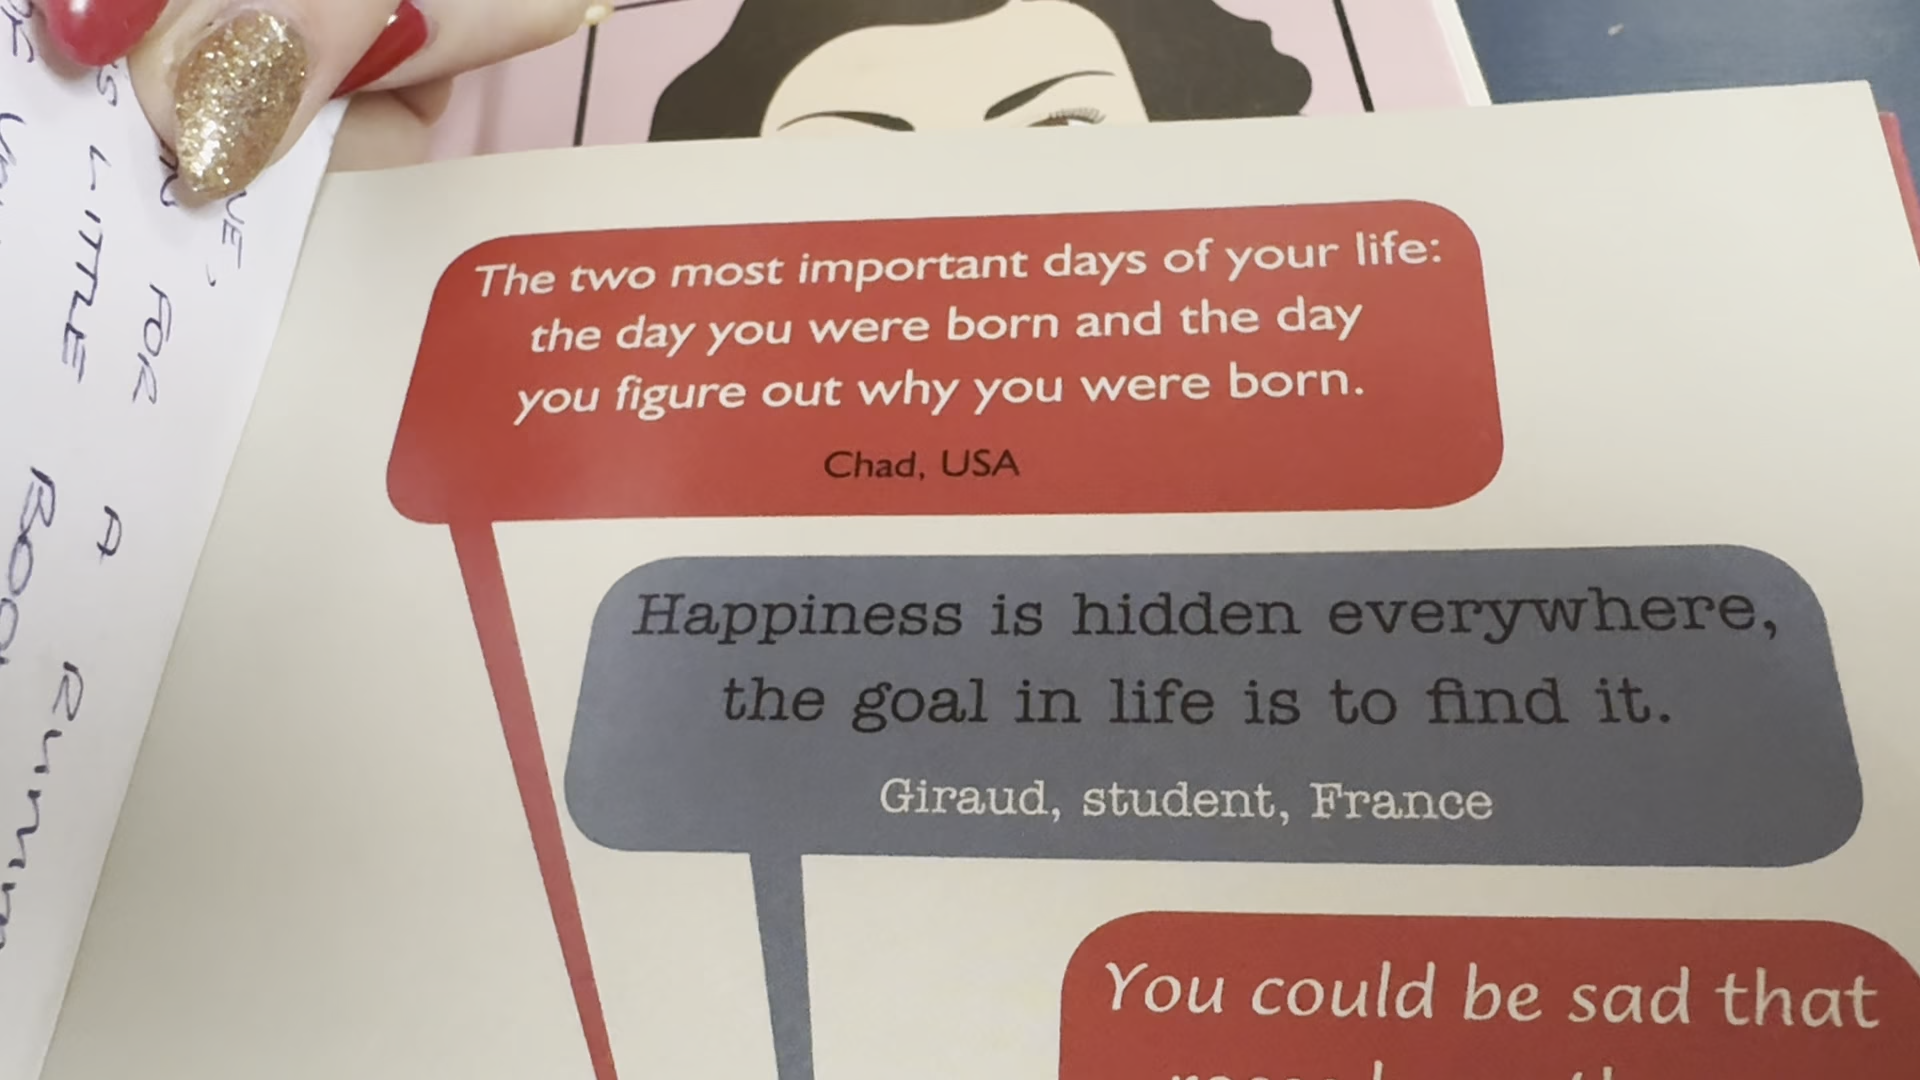 The two most important days of your life:
the day you were born and the day
you figure out why you were born.
Chad, USA
Happiness is hidden everywhere,
the goal in life is to find it.
Giraud, student, France
You could be sad that
FOR
LITTLE
A